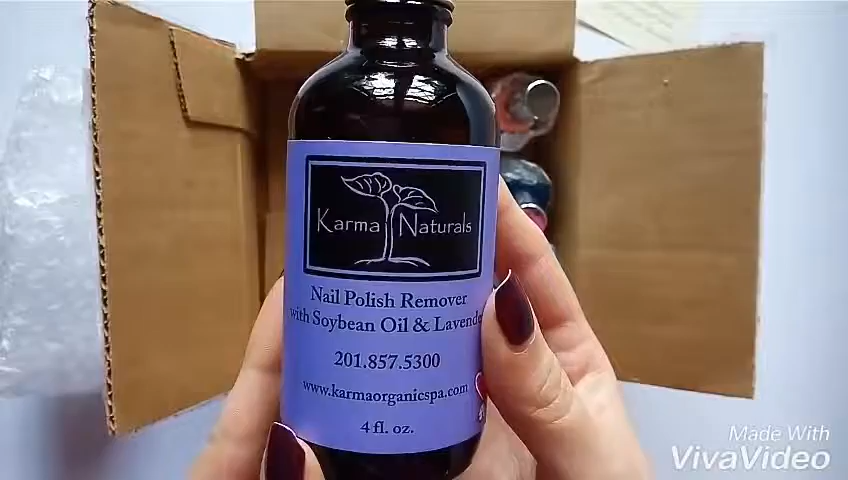 Karma Naturals
Nail Polish Remover
with Soybean Oil & Lavende
201.857.5300
www.karmaorganicspa.com
4 fl. oz.
Made With
VivaVideo